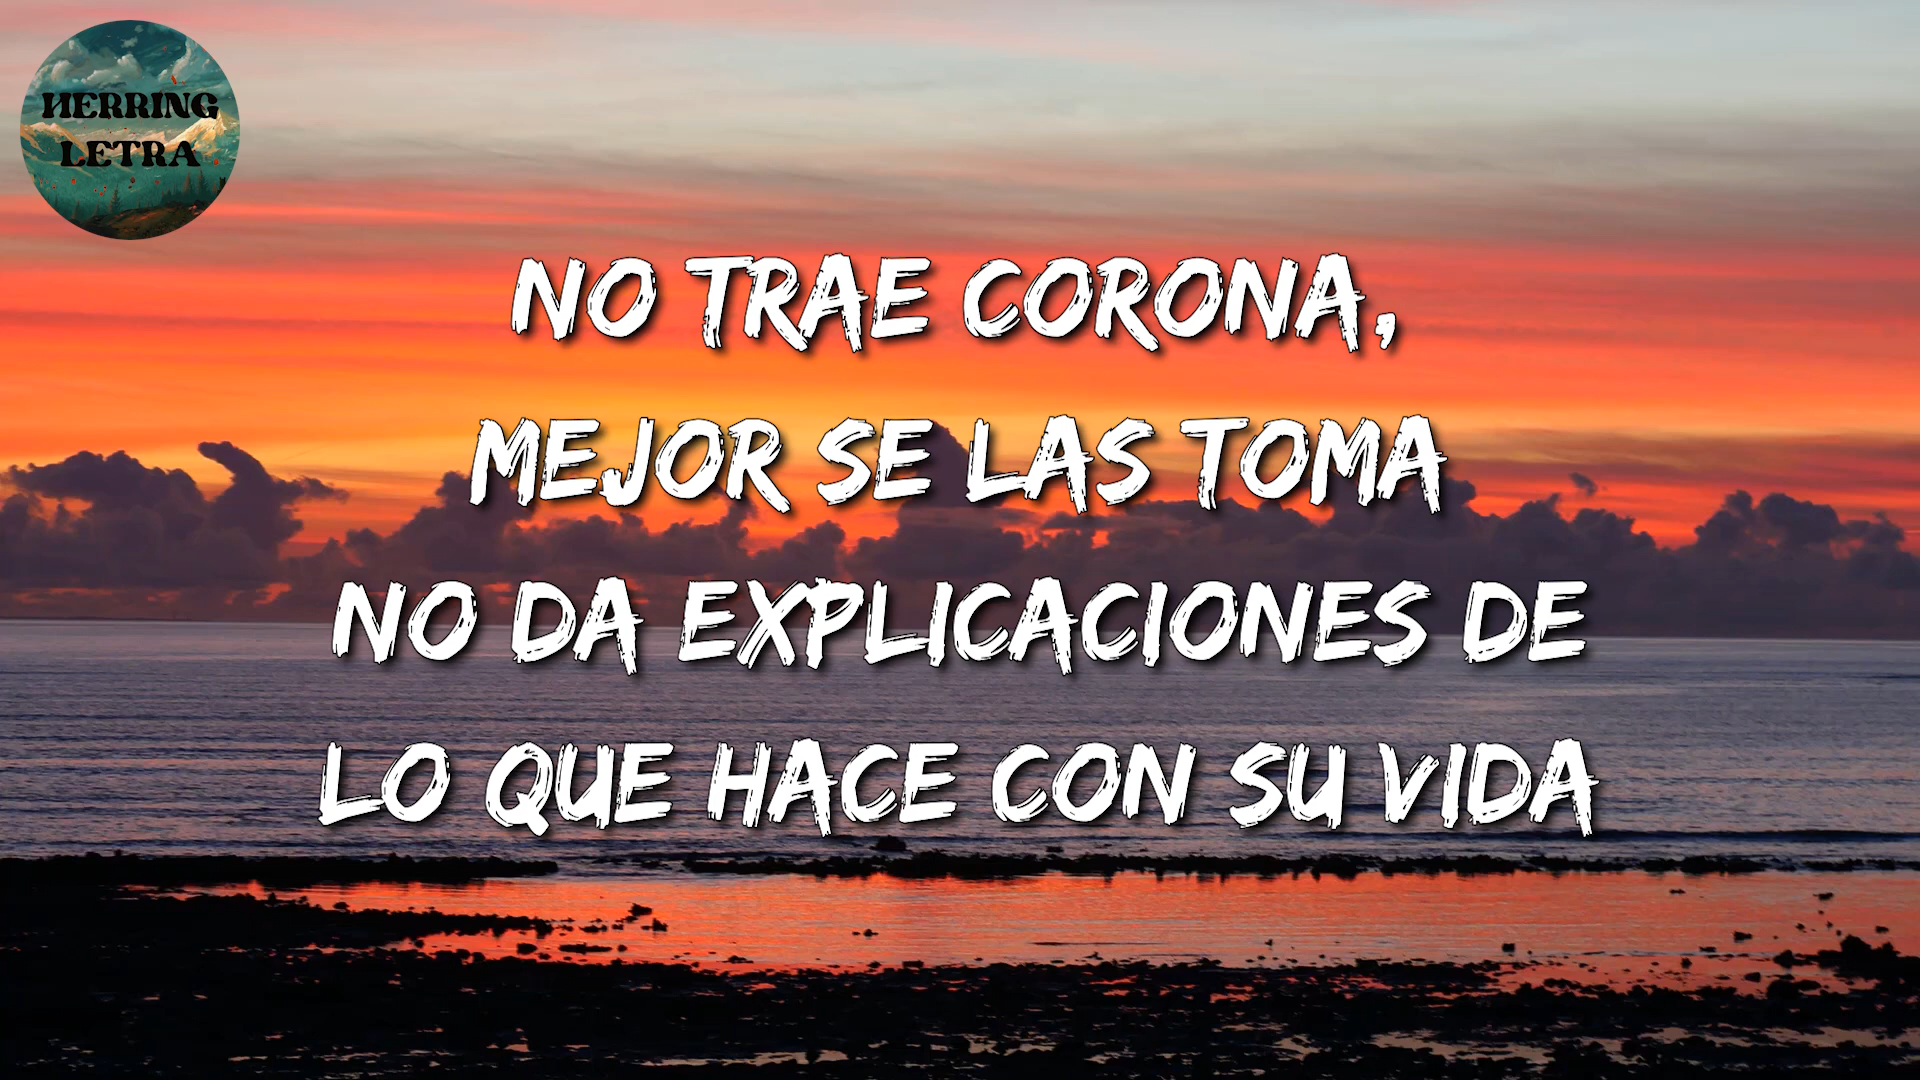 HERRING
LETRA
NO TRAE CORONA,
MEJOR SE LAS TOMA
NO DA EXPLICACIONES DE
LO QUE HACE CON SU VIDA